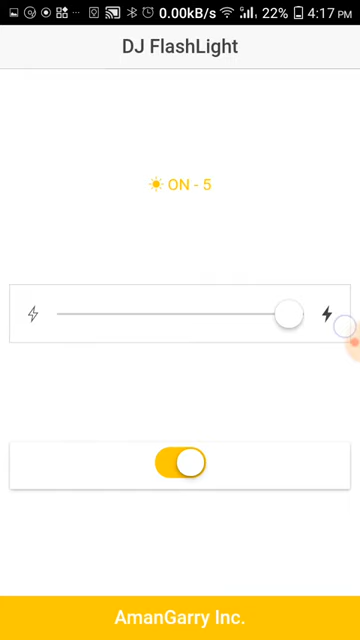 0.00kB/s G 22% 4:17 PM
DJ FlashLight
ON - 5
AmanGarry Inc.